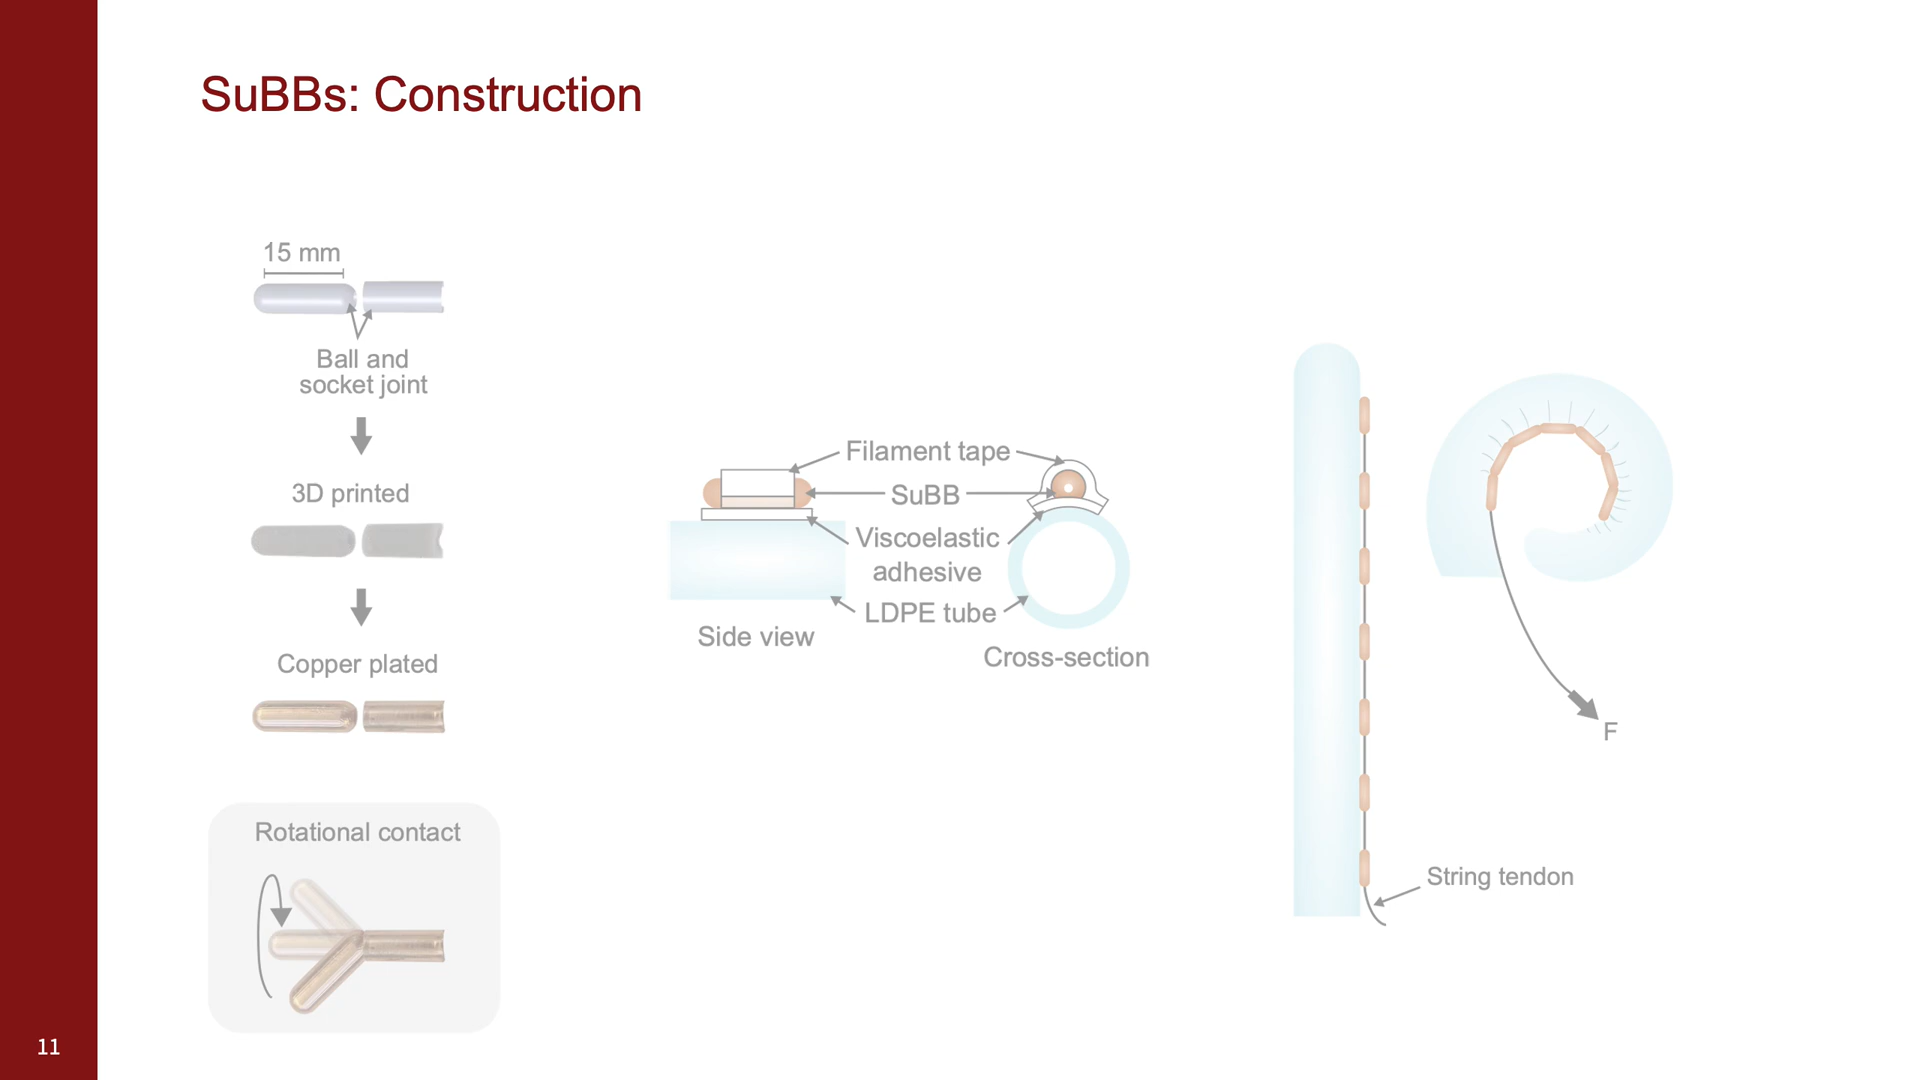 SuBBs: Construction
15 mm
Ball and
socket joint
3D printed
Copper plated
Rotational contact
Filament tape
SuBB
Viscoelastic
adhesive
LDPE tube
Side view
Cross-section
F
String tendon
11